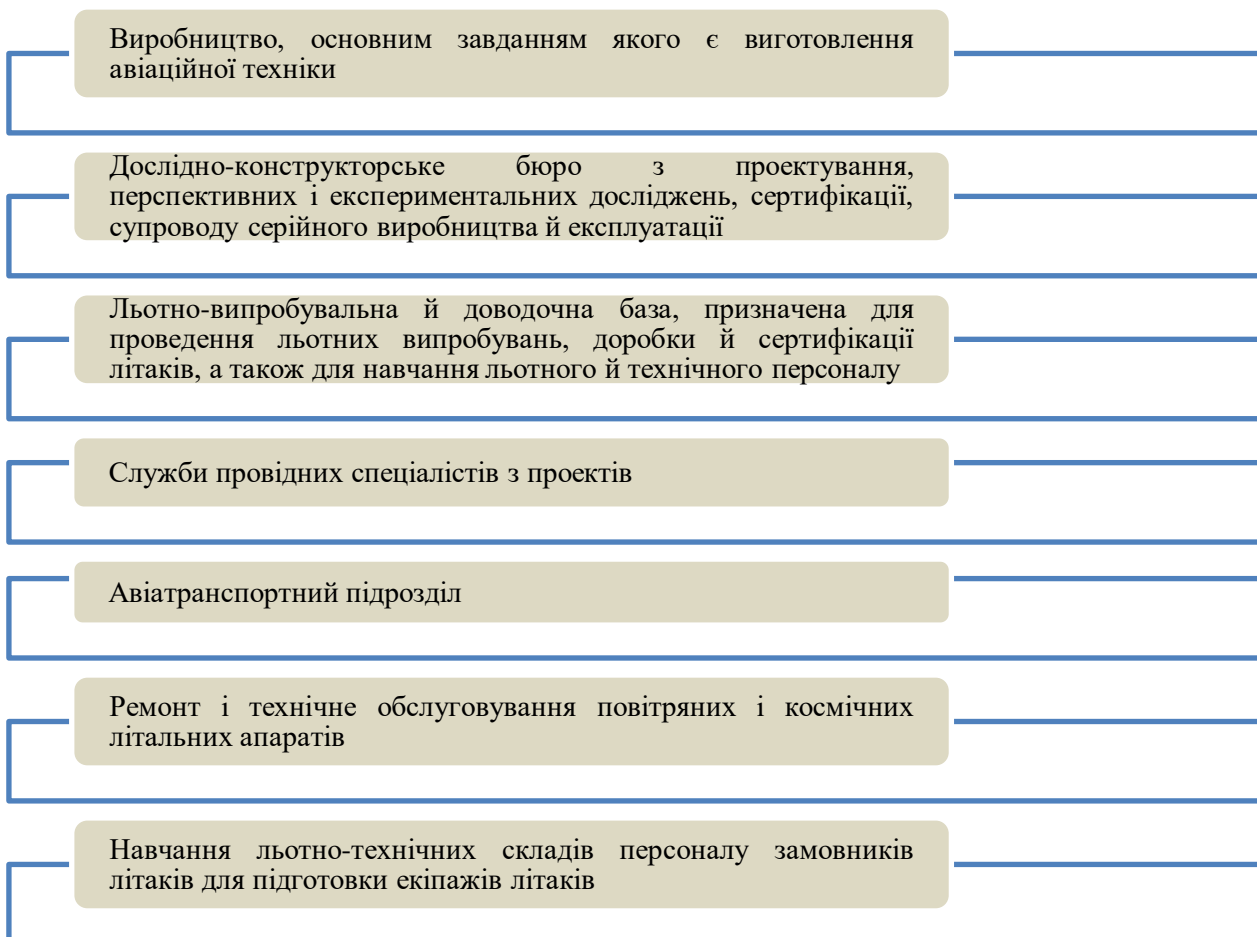 Виробництво, основним завданням якого є виготовлення
авіаційної техніки
Дослідно-конструкторське бюро з проектування,
перспективних і експериментальних досліджень, сертифікації,
супроводу серійного виробництва й експлуатації
Льотно-випробувальна й доводочна база, призначена для
проведення льотних випробувань, доробки й сертифікації
літаків, а також для навчання льотного й технічного персоналу
Служби провідних спеціалістів з проектів
Авіатранспортний підрозділ
Ремонт і технічне обслуговування повітряних і космічних
літальних апаратів
Навчання льотно-технічних складів персоналу замовників
літаків для підготовки екіпажів літаків